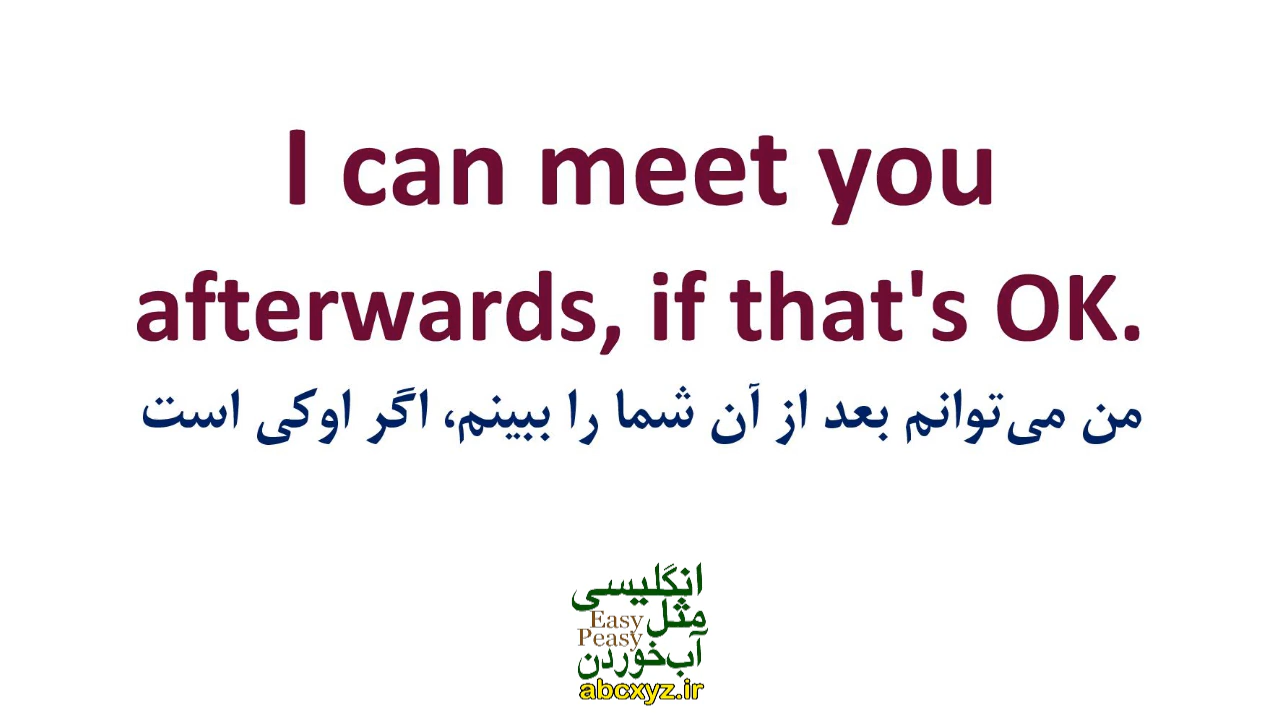 I can meet you
afterwards, if that's OK.
من می‌توانم بعد از آن شما را ببینم، اگر اوکی است
انگلیسی
مثل
Easy
Peasy
آب‌خوردن
abcxyz.ir